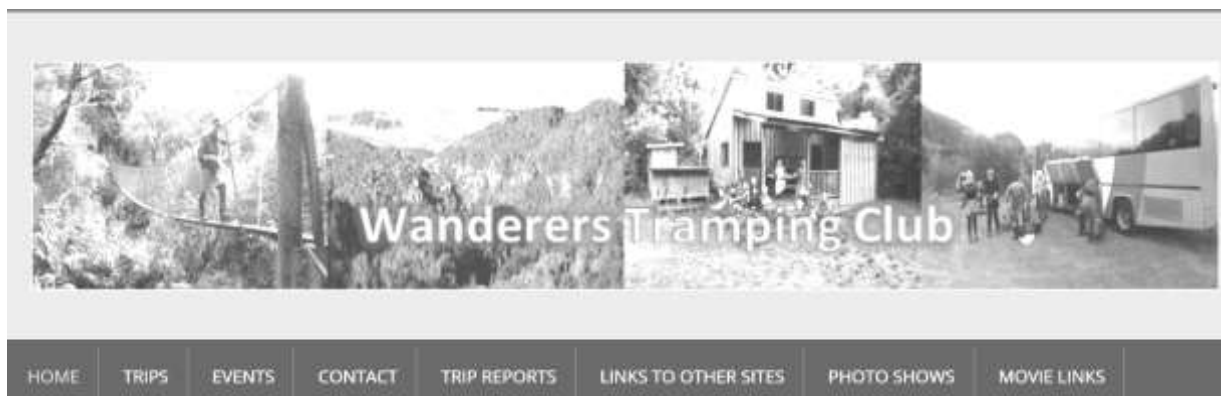 Wanderers Tramping Club
HOME TRIPS EVENTS CONTACT TRIP REPORTS LINKS TO OTHER SITES PHOTO SHOWS MOVIE LINKS